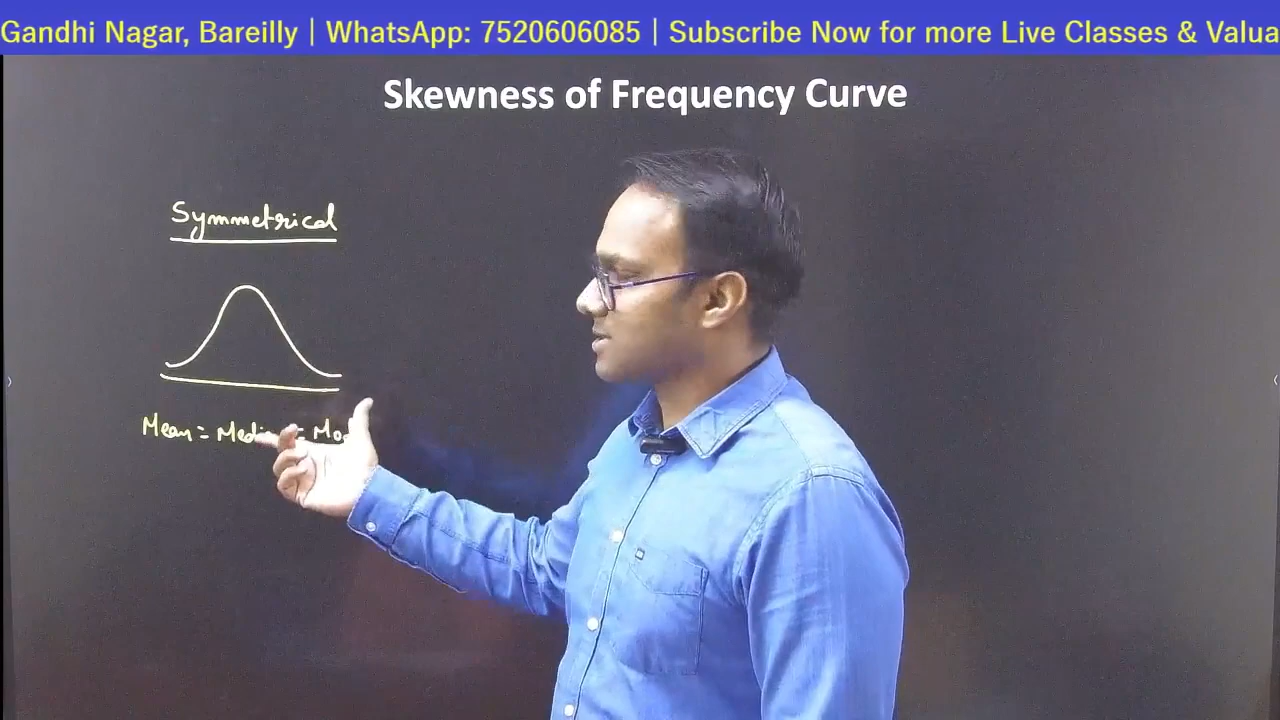 Gandhi Nagar, Bareilly | WhatsApp: 7520606085 | Subscribe Now for more Live Classes & Valua
Skewness of Frequency Curve
Symmetrical
Mean = Medi = Mo